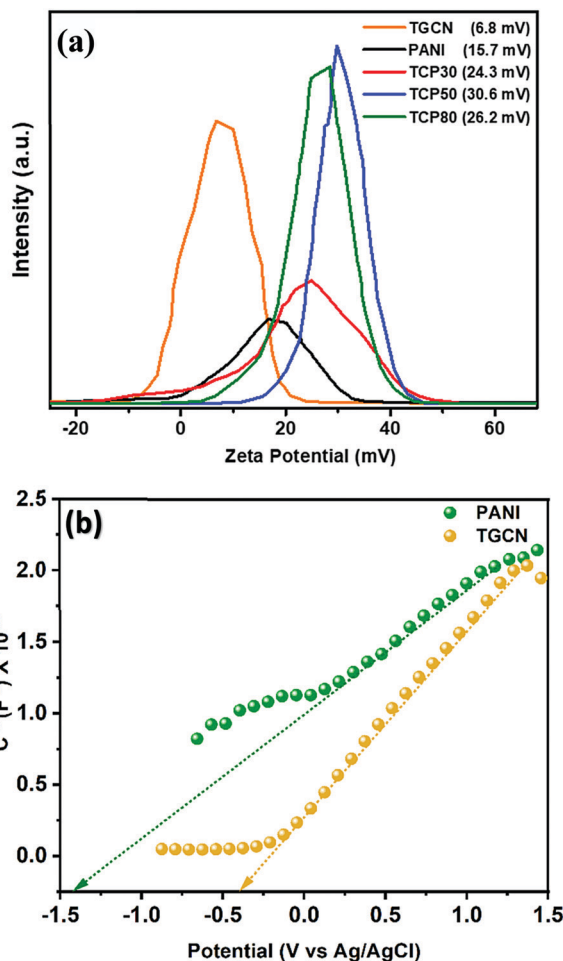 (a)
TGCN (6.8 mV)
PANI (15.7 mV)
TCP30 (24.3 mV)
TCP50 (30.6 mV)
TCP80 (26.2 mV)
Intensity (a.u.)
-20 0 20 40 60
Zeta Potential (mV)
(b)
PANI
TGCN
2.5
2.0
1.5
1.0
0.5
0.0
-1.5 -1.0 -0.5 0.0 0.5 1.0 1.5
Potential (V vs Ag/AgCl)